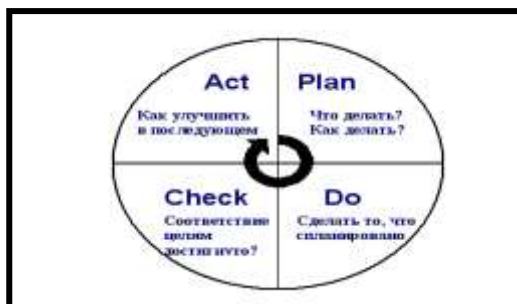 Act
Как улучшить
в последующем
Plan
Что делать?
Как делать?
Check
Соответствие
целям
достигнуто?
Do
Сделать то, что
спланировано